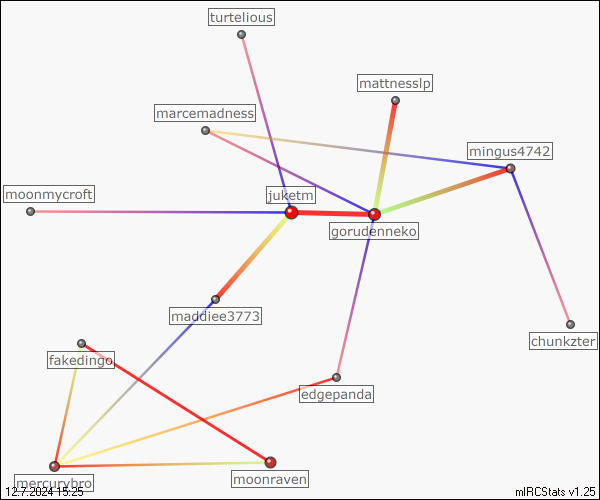 turtelious
mattnesslp
marcemadness
mingus4742
moonmycroft
juketm
gorudenneko
maddiee3773
chunkzter
fakedingo
edgepanda
moonraven
mercurybro
12.7.2024 15:25
mIRCStats v1.25